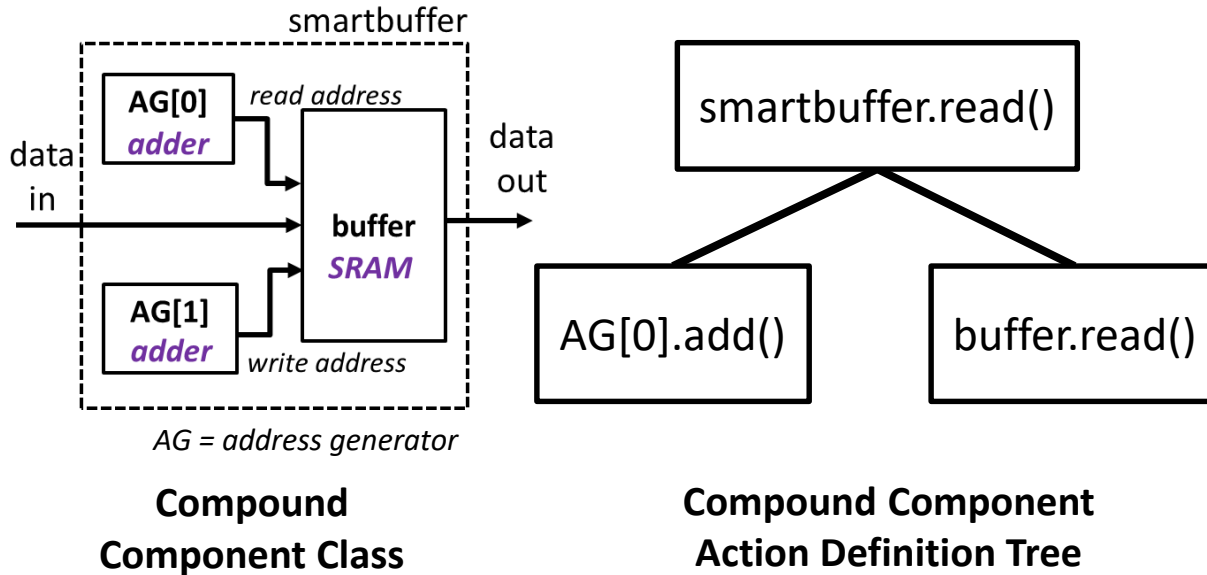 smartbuffer
AG[0]
adder
read address
data
in
buffer
SRAM
data
out
AG[1]
adder
write address
AG = address generator
Compound
Component Class
smartbuffer.read()
AG[0].add()
buffer.read()
Compound Component
Action Definition Tree